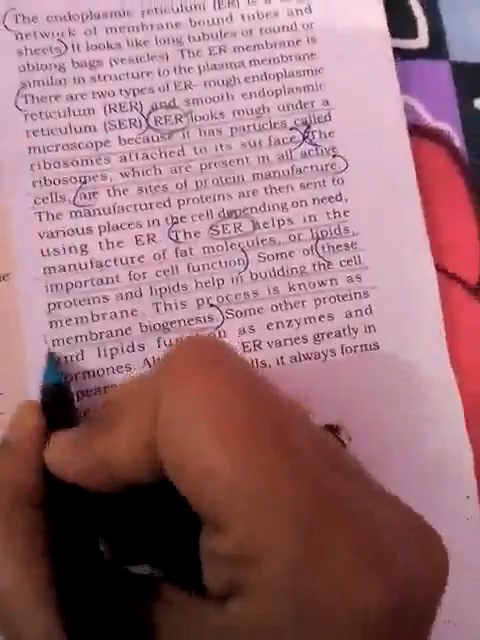 The endoplasmic reticulum (ER) is a
network of membrane bound tubes and
sheets. It looks like long tubules or round or
oblong bags (vesicles). The ER membrane is
similar in structure to the plasma membrane
There are two types of ER– rough endoplasmic
reticulum (RER) and smooth endoplasmic
reticulum (SER). RER looks rough under a
microscope because it has particles called
ribosomes attached to its surface. The
ribosomes, which are present in all active
cells, are the sites of protein manufacture.
The manufactured proteins are then sent to
various places in the cell depending on need,
using the ER. The SER helps in the
manufacture of fat molecules, or lipids,
important for cell function. Some of these
proteins and lipids help in building the cell
membrane. This process is known as
membrane biogenesis. Some other proteins
and lipids function as enzymes and
hormones. ER varies greatly in
it always forms